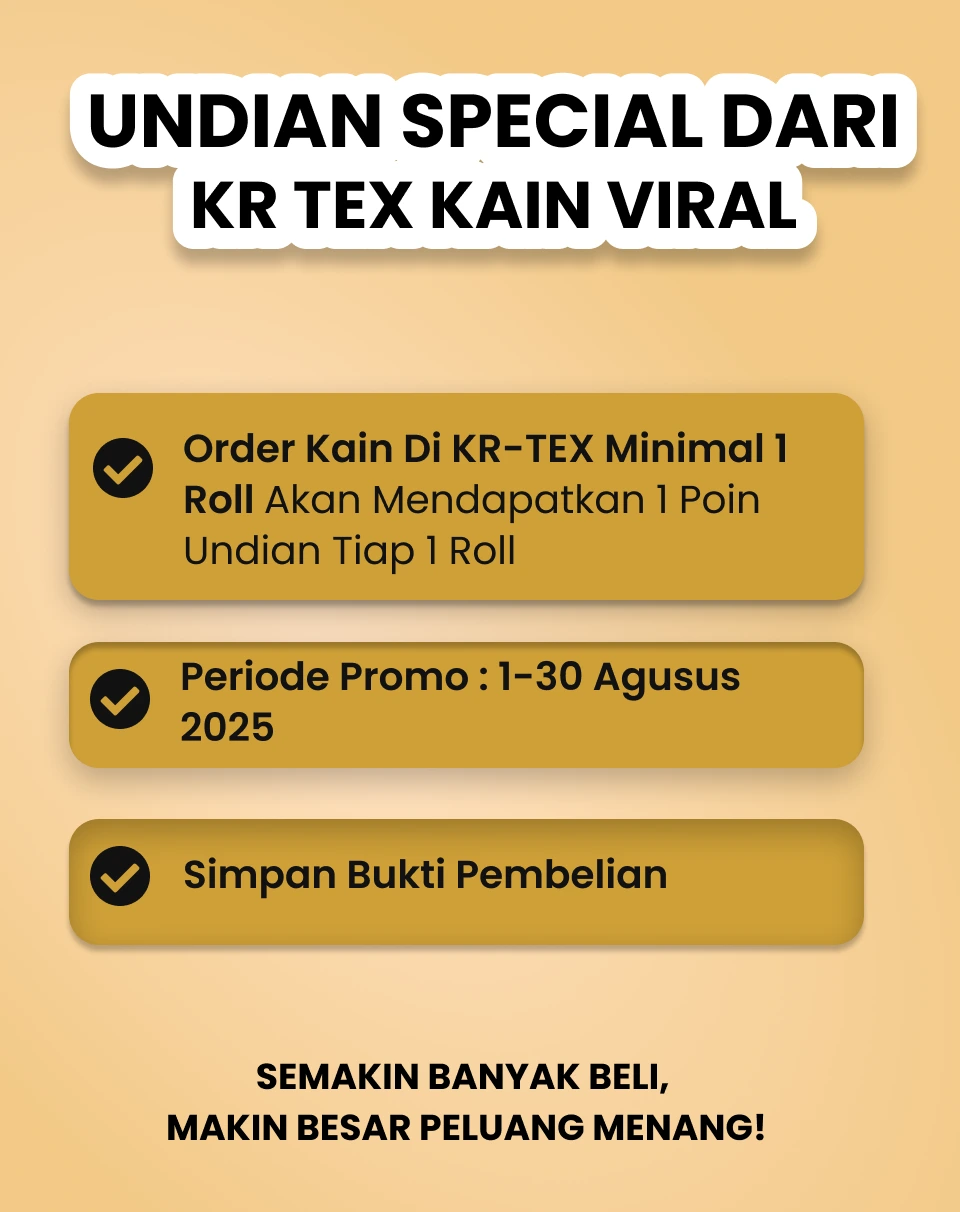 UNDIAN SPECIAL DARI
KR TEX KAIN VIRAL
Order Kain Di KR-TEX Minimal 1
Roll Akan Mendapatkan 1 Poin
Undian Tiap 1 Roll
Periode Promo : 1-30 Agusus
2025
Simpan Bukti Pembelian
SEMAKIN BANYAK BELI,
MAKIN BESAR PELUANG MENANG!